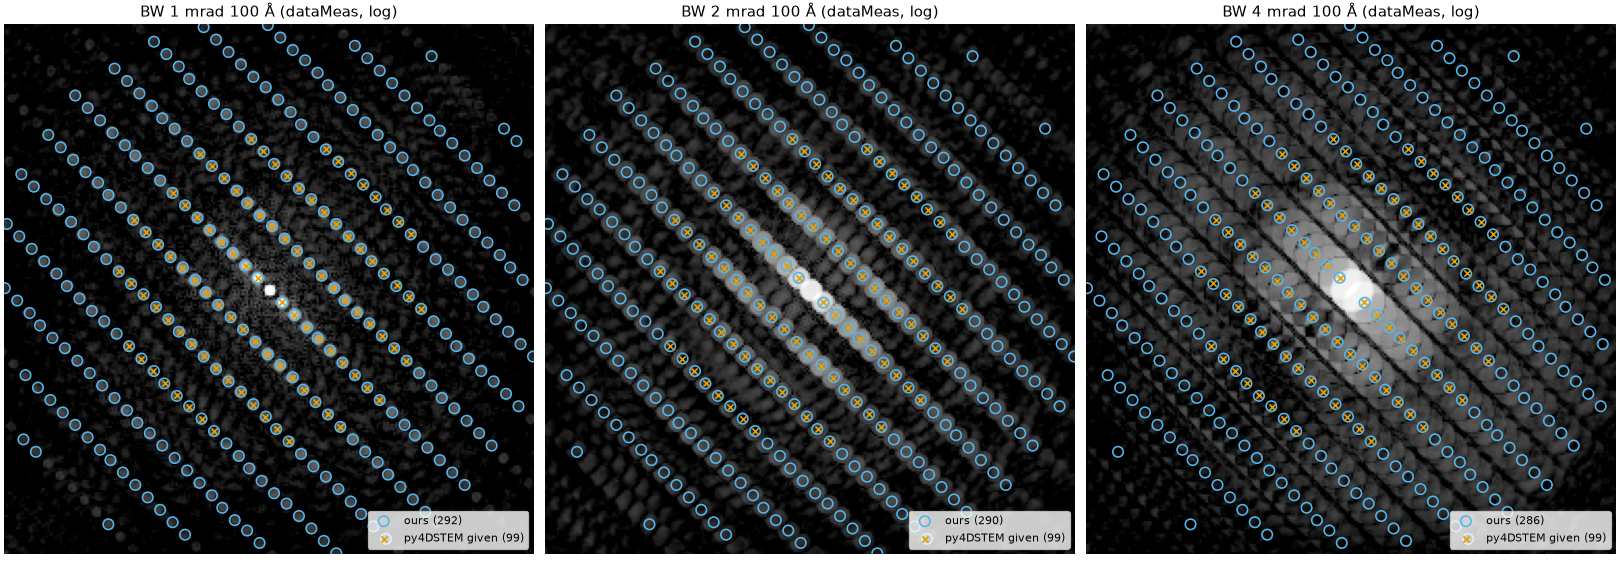 BW 1 mrad 100 Å (dataMeas, log)
BW 2 mrad 100 Å (dataMeas, log)
BW 4 mrad 100 Å (dataMeas, log)
ours (292)
py4DSTEM given (99)
ours (290)
py4DSTEM given (99)
ours (286)
py4DSTEM given (99)